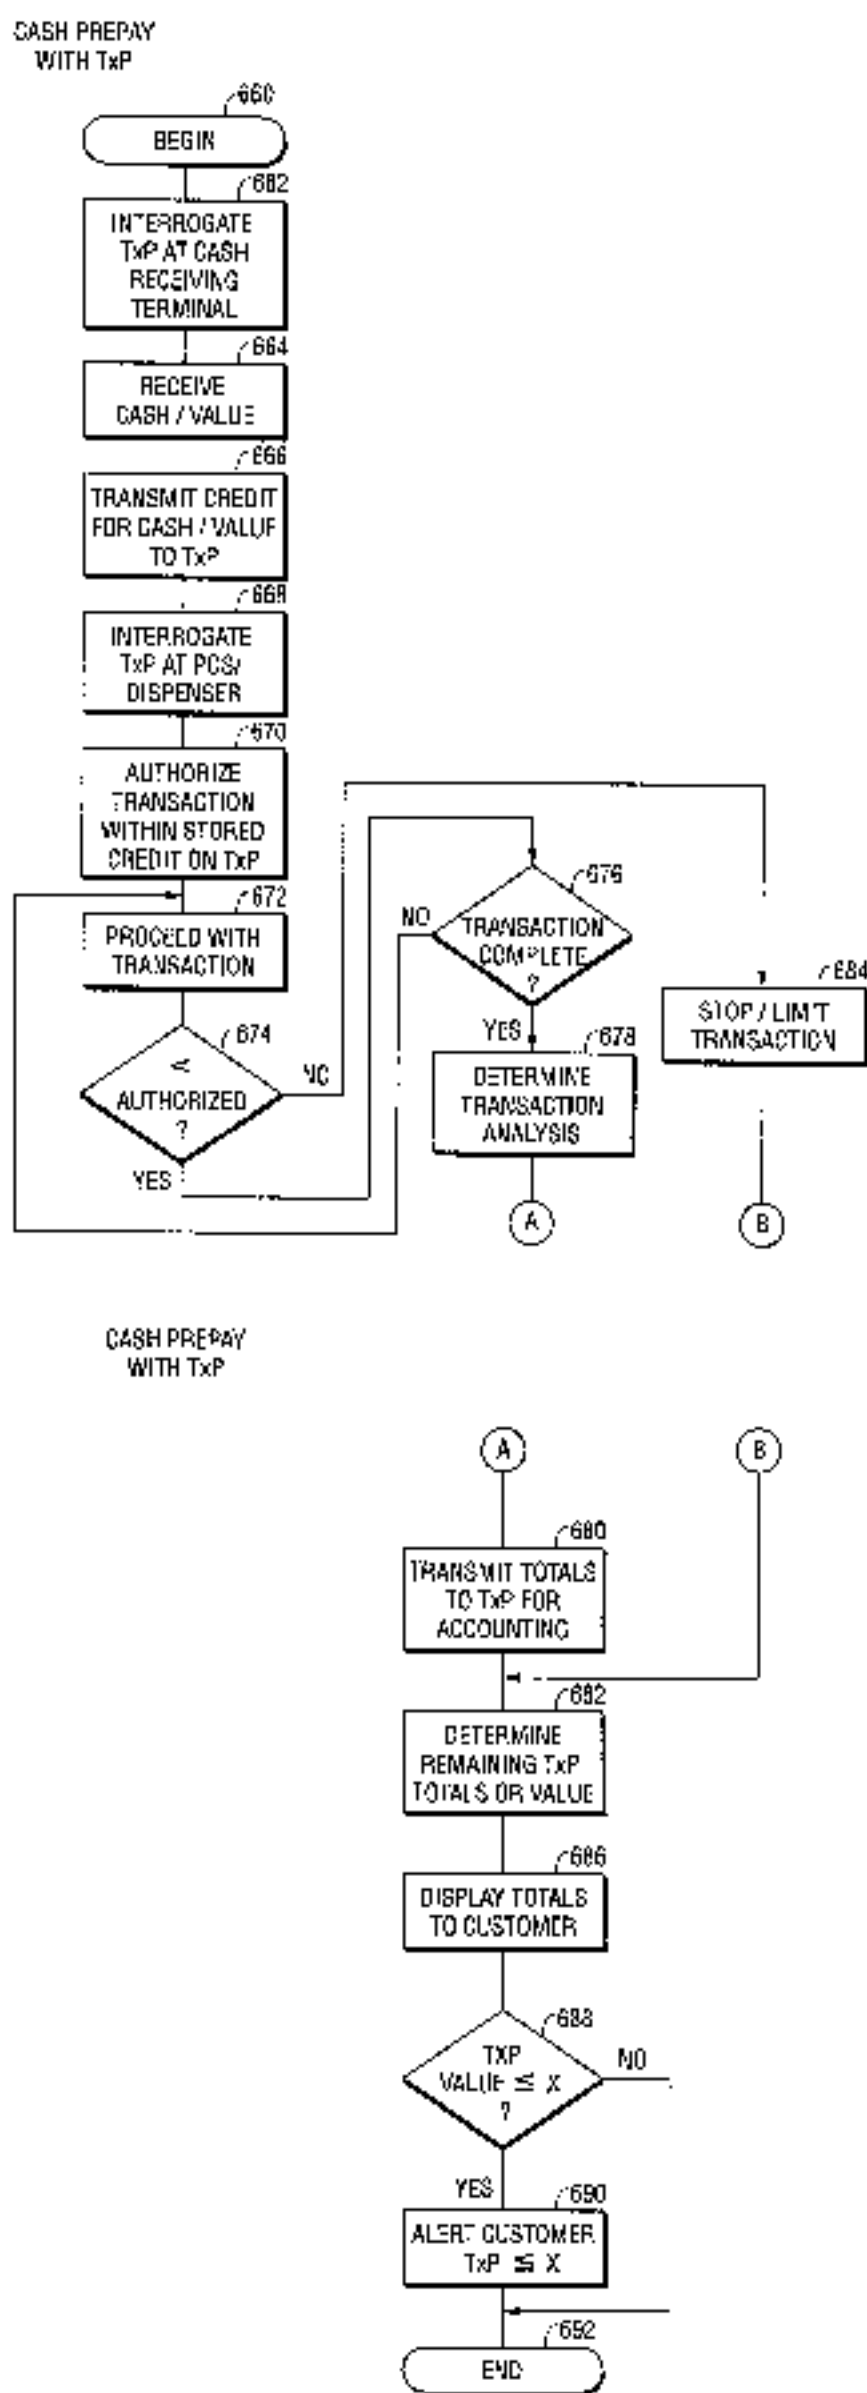 CASH PREPAY
WITH TxP
660
BEGIN
662
INTERROGATE
TxP AT CASH
RECEIVING
TERMINAL
664
RECEIVE
CASH / VALUE
666
TRANSMIT CREDIT
FOR CASH / VALUE
TO TxP
668
INTERROGATE
TxP AT POS/
DISPENSER
670
AUTHORIZE
TRANSACTION
WITHIN STORED
CREDIT ON TxP
672
PROCEED WITH
TRANSACTION
674
<
AUTHORIZED
?
NO
YES
676
NO
TRANSACTION
COMPLETE
?
YES
678
DETERMINE
TRANSACTION
ANALYSIS
A
684
STOP / LIMIT
TRANSACTION
B
CASH PREPAY
WITH TxP
A
B
680
TRANSMIT TOTALS
TO TxP FOR
ACCOUNTING
682
DETERMINE
REMAINING TxP
TOTALS OR VALUE
686
DISPLAY TOTALS
TO CUSTOMER
688
TXP
VALUE ≤ X
?
NO
YES
690
ALERT CUSTOMER
TxP ≤ X
692
END